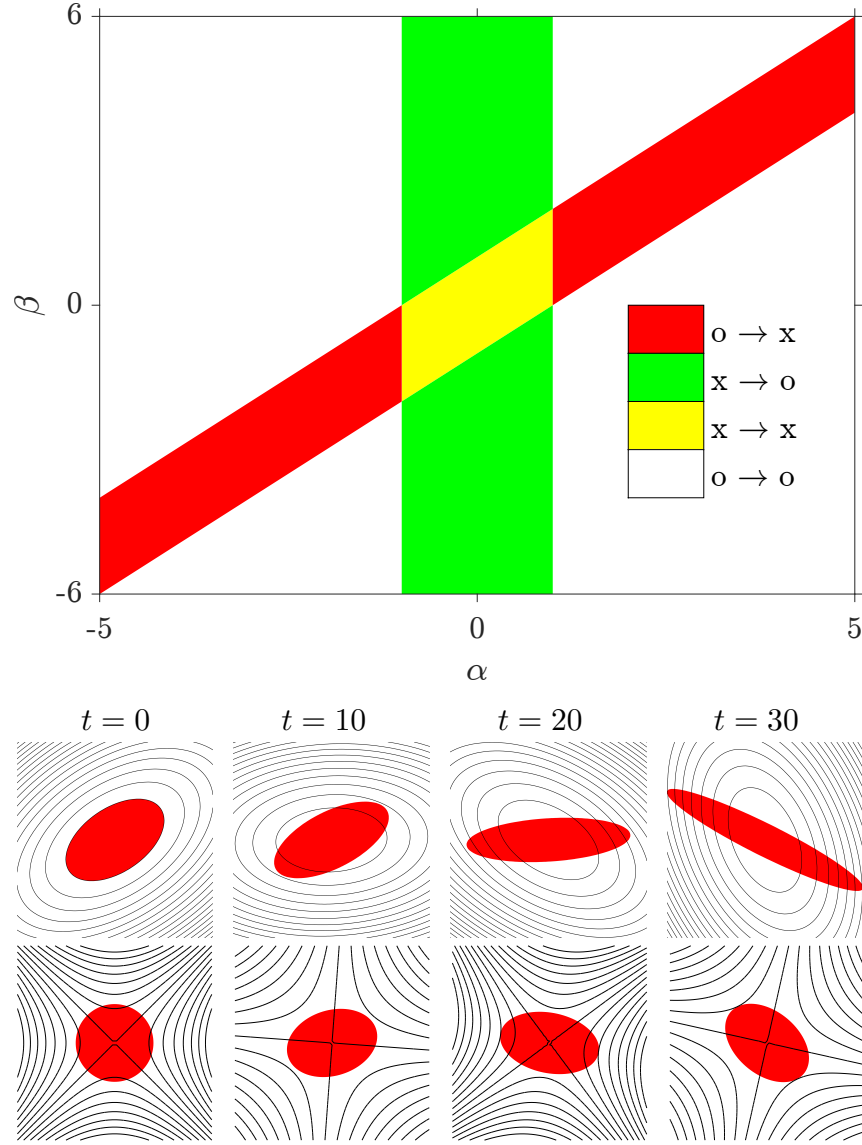 6
β
0
o → x
x → o
x → x
o → o
-6
-5 0 5
α
t = 0 t = 10 t = 20 t = 30